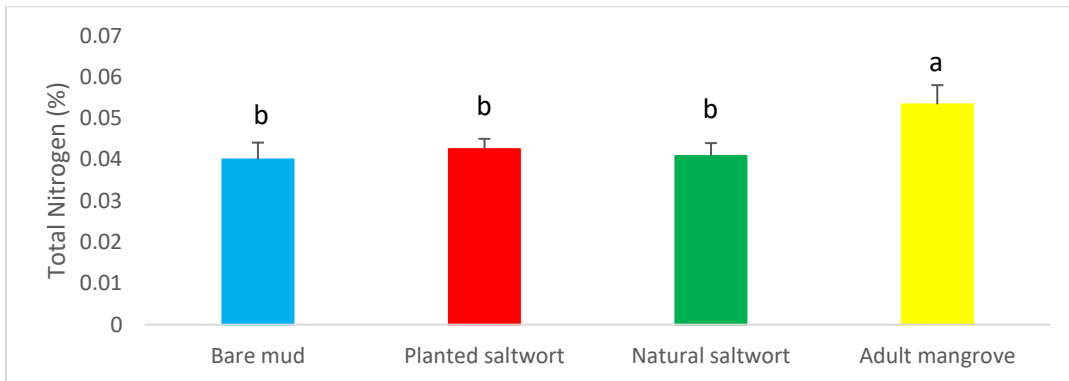 Total Nitrogen (%)
0.07
0.06
0.05
0.04
0.03
0.02
0.01
0
b
b
b
a
Bare mud
Planted saltwort
Natural saltwort
Adult mangrove